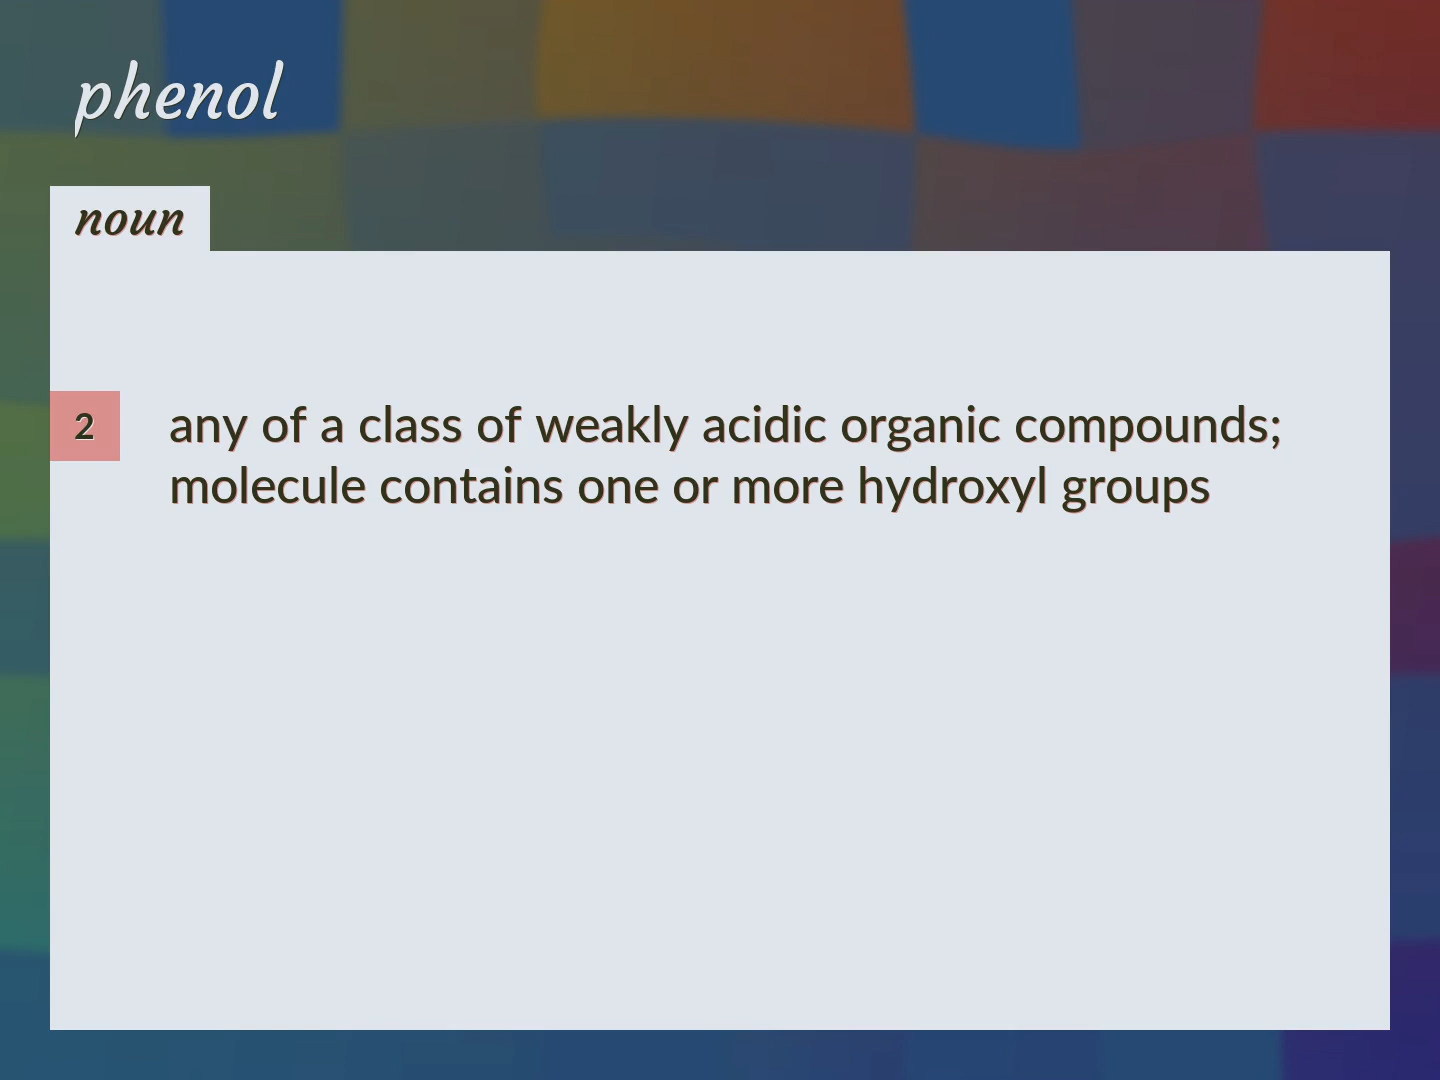 phenol
noun
2
any of a class of weakly acidic organic compounds;
molecule contains one or more hydroxyl groups